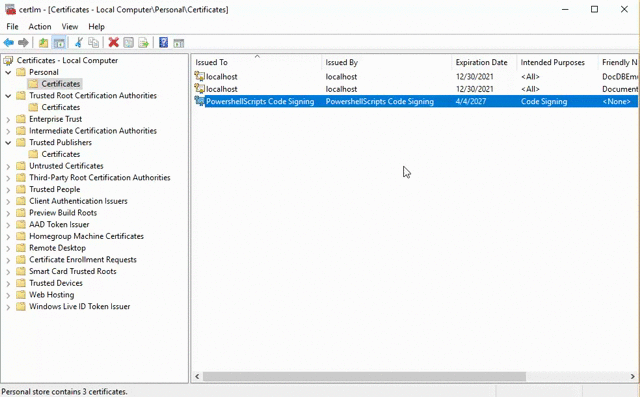 certlm - [Certificates - Local Computer\Personal\Certificates]
File Action View Help
Certificates - Local Computer
Personal
Certificates
Trusted Root Certification Authorities
Certificates
Enterprise Trust
Intermediate Certification Authorities
Trusted Publishers
Certificates
Untrusted Certificates
Third-Party Root Certification Authorities
Trusted People
Client Authentication Issuers
Preview Build Roots
AAD Token Issuer
Homegroup Machine Certificates
Remote Desktop
Certificate Enrollment Requests
Smart Card Trusted Roots
Trusted Devices
Web Hosting
Windows Live ID Token Issuer
Issued To Issued By Expiration Date Intended Purposes Friendly N
localhost localhost 12/30/2021 <All> DocDBEmu
localhost localhost 12/30/2021 <All> Document
PowershellScripts Code Signing PowershellScripts Code Signing 4/4/2027 Code Signing <None>
Personal store contains 3 certificates.